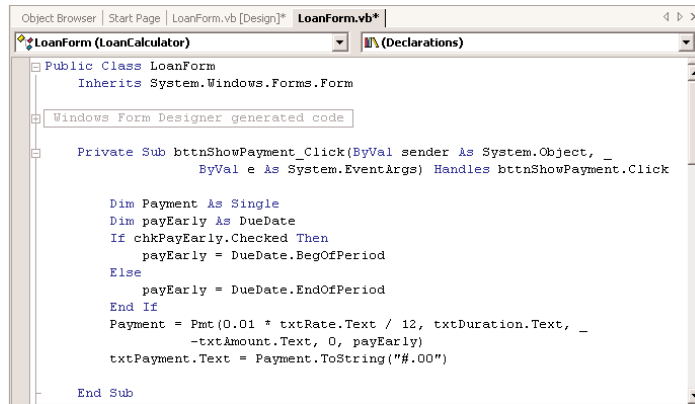 Object Browser | Start Page | LoanForm.vb [Design]* LoanForm.vb*
LoanForm (LoanCalculator) (Declarations)
Public Class LoanForm
    Inherits System.Windows.Forms.Form
Windows Form Designer generated code
    Private Sub bttnShowPayment_Click(ByVal sender As System.Object, _
                   ByVal e As System.EventArgs) Handles bttnShowPayment.Click
        Dim Payment As Single
        Dim payEarly As DueDate
        If chkPayEarly.Checked Then
            payEarly = DueDate.BegOfPeriod
        Else
            payEarly = DueDate.EndOfPeriod
        End If
        Payment = Pmt(0.01 * txtRate.Text / 12, txtDuration.Text, _
                  -txtAmount.Text, 0, payEarly)
        txtPayment.Text = Payment.ToString("#.00")
    End Sub